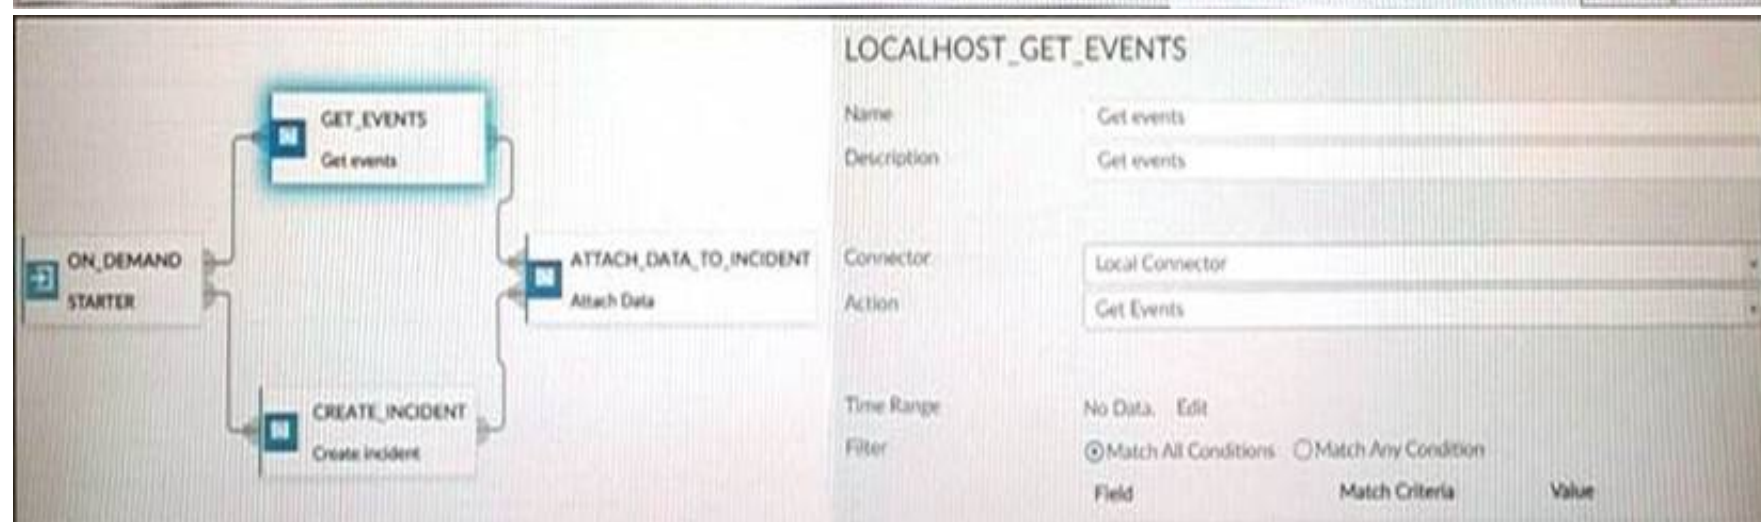 GET_EVENTS
Get events
ON_DEMAND
STARTER
ATTACH_DATA_TO_INCIDENT
Attach Data
CREATE_INCIDENT
Create incident
LOCALHOST_GET_EVENTS
Name Get events
Description Get events
Connector Local Connector
Action Get Events
Time Range No Data. Edit
Filter Match All Conditions Match Any Condition
Field Match Criteria Value